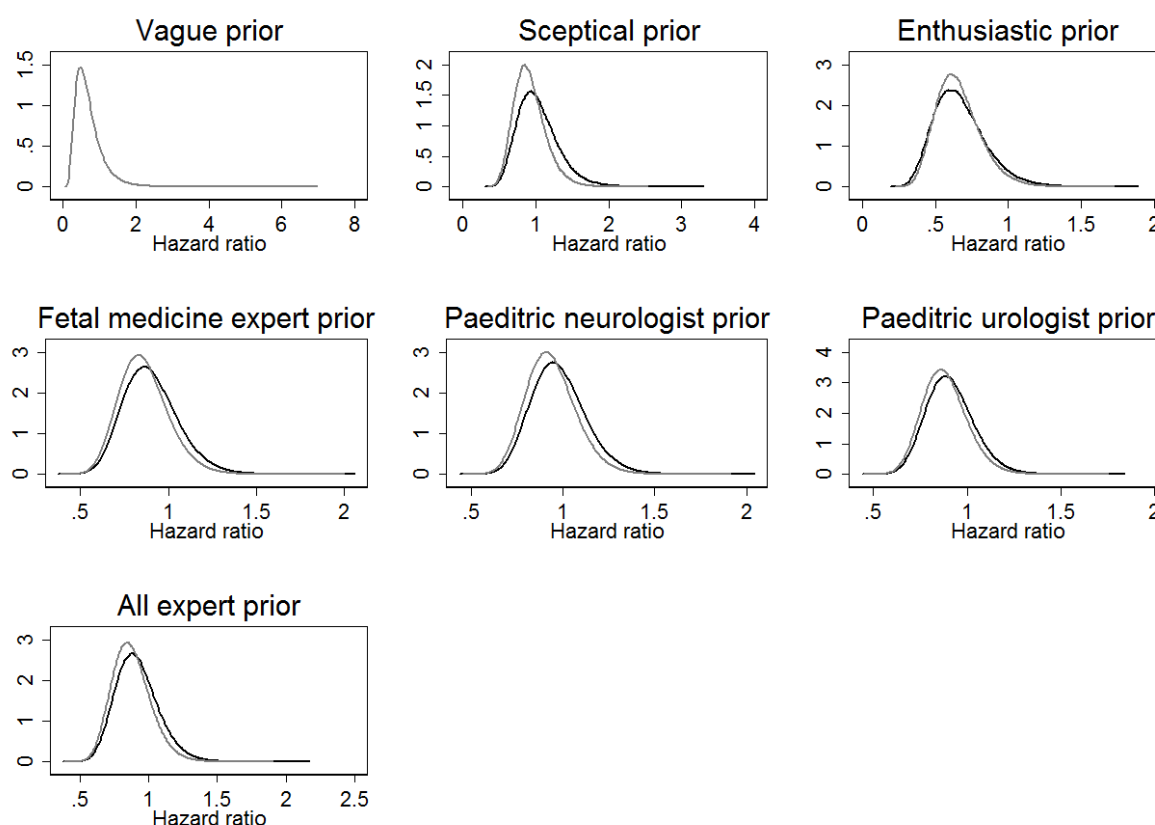 Vague prior
0 .5 1 1.5
0 2 4 6 8
Hazard ratio
Sceptical prior
0 .5 1 1.5 2
0 1 2 3 4
Hazard ratio
Enthusiastic prior
0 1 2 3
0 .5 1 1.5 2
Hazard ratio
Fetal medicine expert prior
0 1 2 3
.5 1 1.5 2
Hazard ratio
Paeditric neurologist prior
0 1 2 3
.5 1 1.5 2
Hazard ratio
Paeditric urologist prior
0 1 2 3 4
.5 1 1.5 2
Hazard ratio
All expert prior
0 1 2 3
.5 1 1.5 2 2.5
Hazard ratio